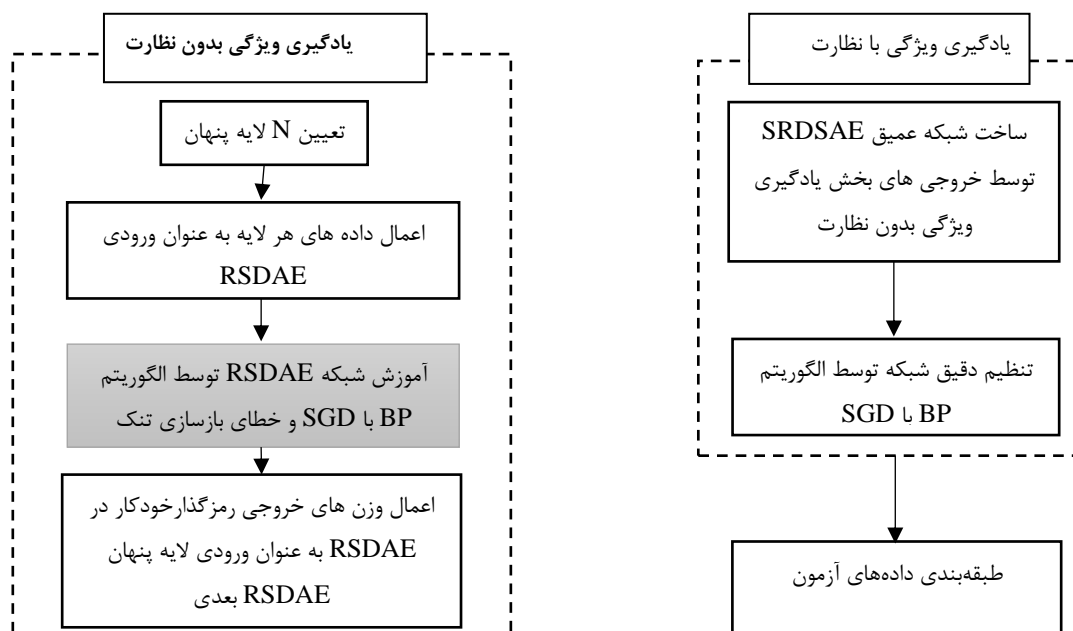 یادگیری ویژگی بدون نظارت
تعیین N لایه پنهان
اعمال داده های هر لایه به عنوان ورودی
RSDAE
آموزش شبکه RSDAE توسط الگوریتم
BP با SGD و خطای بازسازی تنک
اعمال وزن های خروجی رمزگذارخودکار در
RSDAE به عنوان ورودی لایه پنهان
RSDAE بعدی
یادگیری ویژگی با نظارت
ساخت شبکه عمیق SRDSAE
توسط خروجی های بخش یادگیری
ویژگی بدون نظارت
تنظیم دقیق شبکه توسط الگوریتم
BP با SGD
طبقه‌بندی داده‌های آزمون